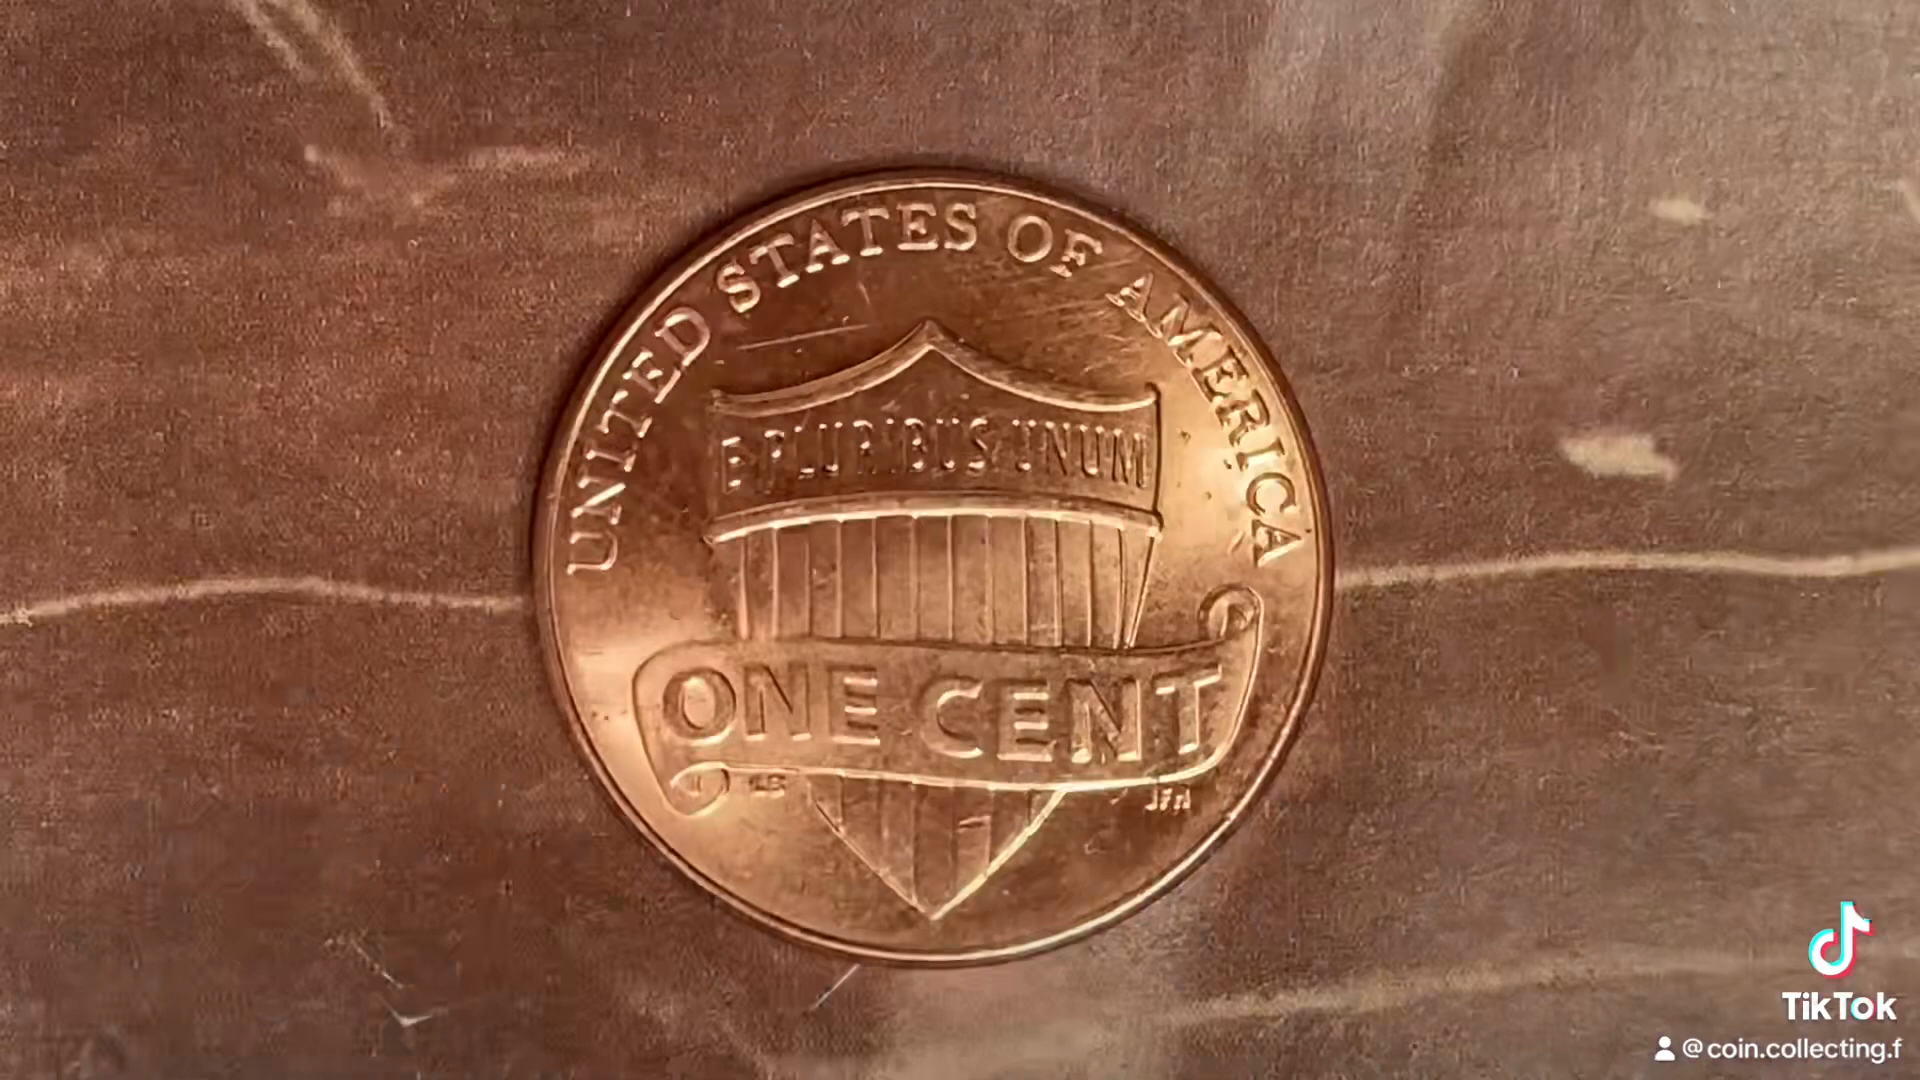 UNITED STATES OF AMERICA
E PLURIBUS UNUM
ONE CENT
LB JFM
TikTok
@coin.collecting.f